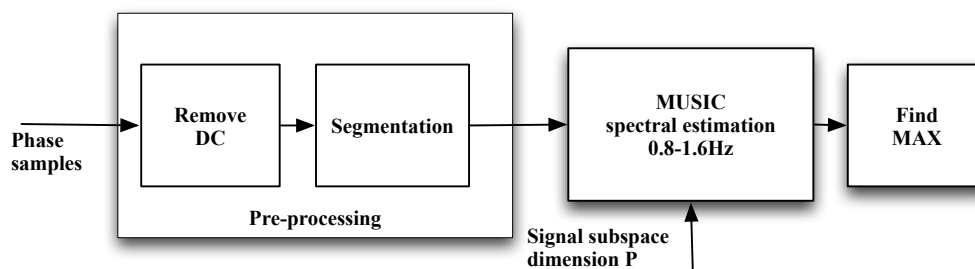 Phase
samples
Remove
DC
Segmentation
Pre-processing
MUSIC
spectral estimation
0.8-1.6Hz
Signal subspace
dimension P
Find
MAX